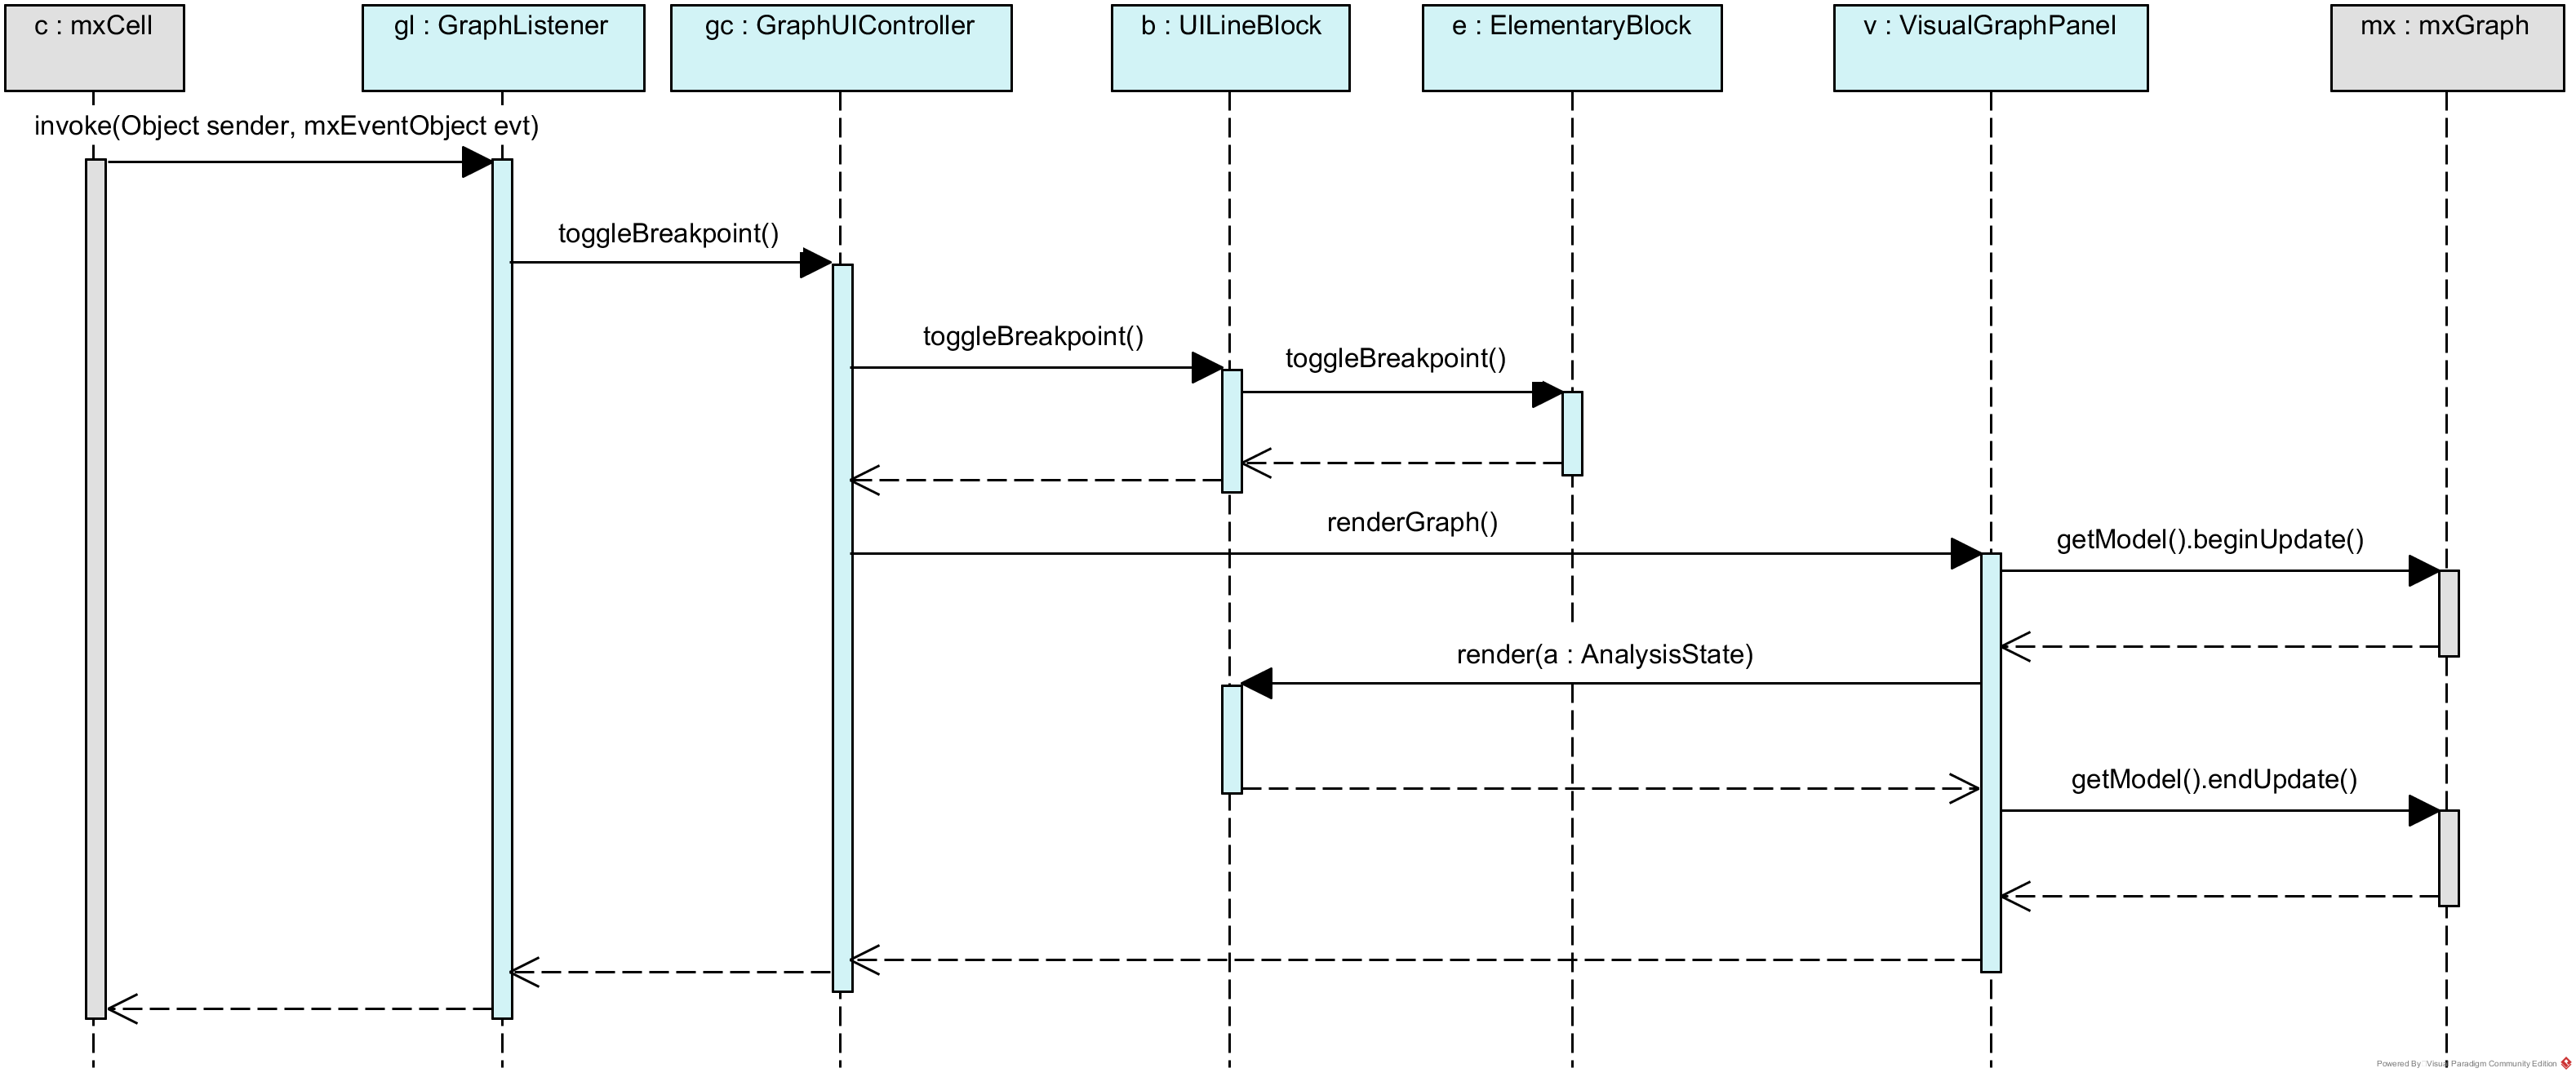 c : mxCell
gl : GraphListener
gc : GraphUIController
b : UILineBlock
e : ElementaryBlock
v : VisualGraphPanel
mx : mxGraph
invoke(Object sender, mxEventObject evt)
toggleBreakpoint()
toggleBreakpoint()
toggleBreakpoint()
renderGraph()
getModel().beginUpdate()
render(a : AnalysisState)
getModel().endUpdate()
Powered By Visual Paradigm Community Edition